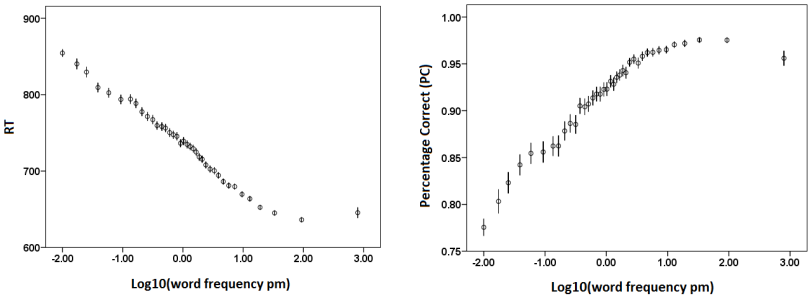 900
800
700
600
RT
-2.00 -1.00 0.00 1.00 2.00 3.00
Log10(word frequency pm)
1.00
0.95
0.90
0.85
0.80
0.75
Percentage Correct (PC)
-2.00 -1.00 0.00 1.00 2.00 3.00
Log10(word frequency pm)